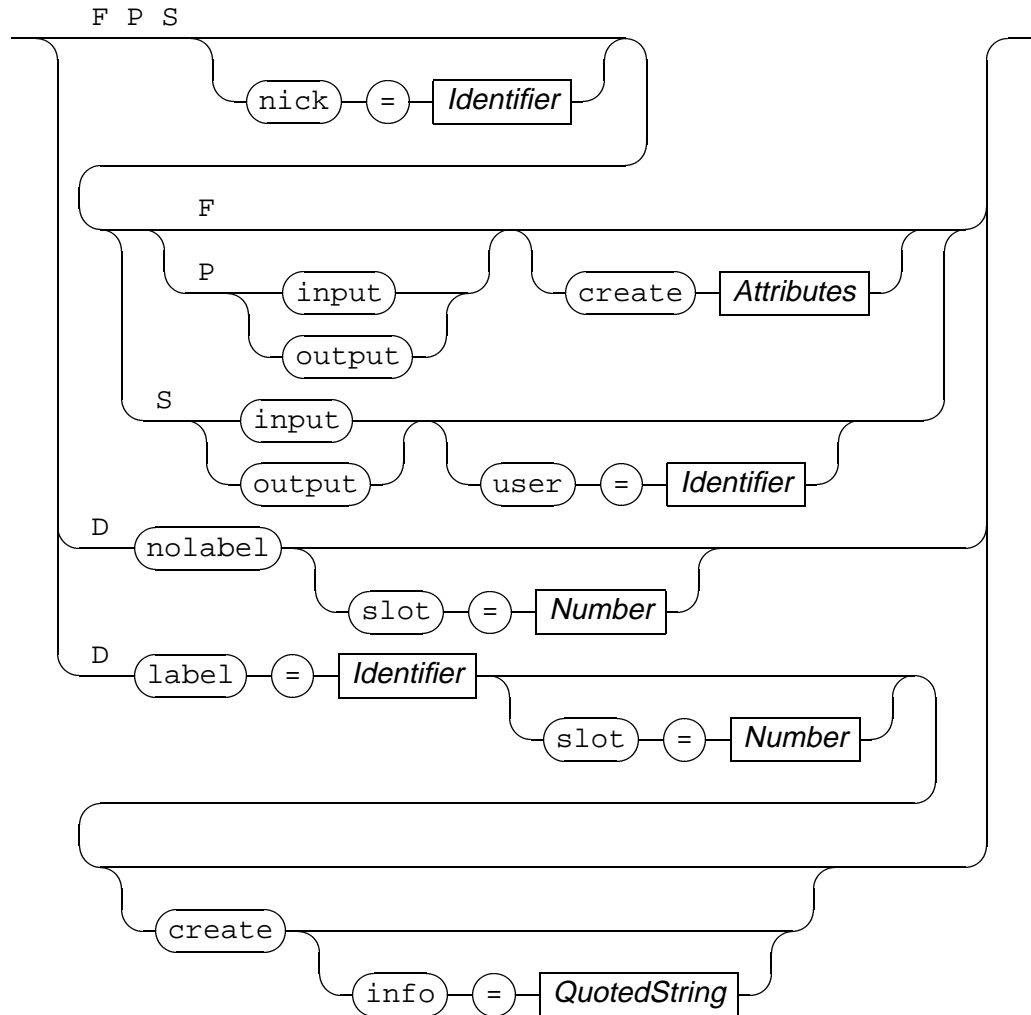 F P S
nick = Identifier
F
P input create Attributes
output
S input
output user = Identifier
D nolabel
slot = Number
D label = Identifier
slot = Number
create
info = QuotedString